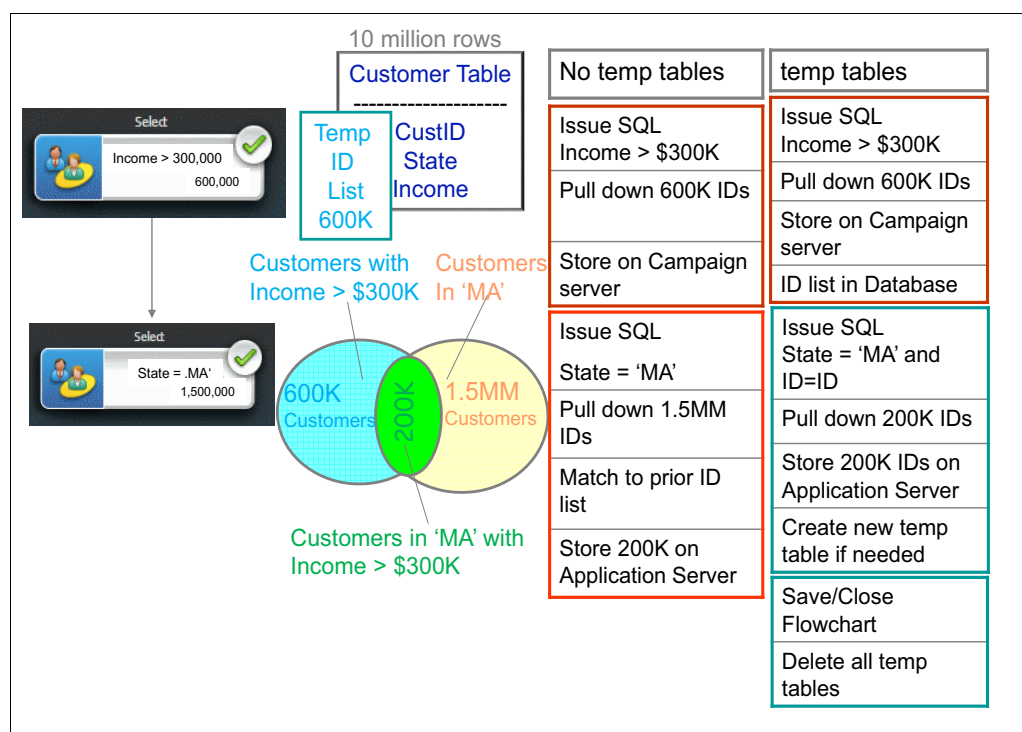 10 million rows
Customer Table
---------------------
CustID
State
Income
Temp
ID
List
600K
Select
Income > 300,000
600,000
Select
State = .MA‘
1,500,000
Customers with
Income > $300K
Customers
In ‘MA’
600K
Customers
200K
1.5MM
Customers
Customers in ‘MA’ with
Income > $300K
No temp tables
Issue SQL
Income > $300K
Pull down 600K IDs
Store on Campaign
server
Issue SQL
State = ‘MA’
Pull down 1.5MM
IDs
Match to prior ID
list
Store 200K on
Application Server
temp tables
Issue SQL
Income > $300K
Pull down 600K IDs
Store on Campaign
server
ID list in Database
Issue SQL
State = ‘MA’ and
ID=ID
Pull down 200K IDs
Store 200K IDs on
Application Server
Create new temp
table if needed
Save/Close
Flowchart
Delete all temp
tables